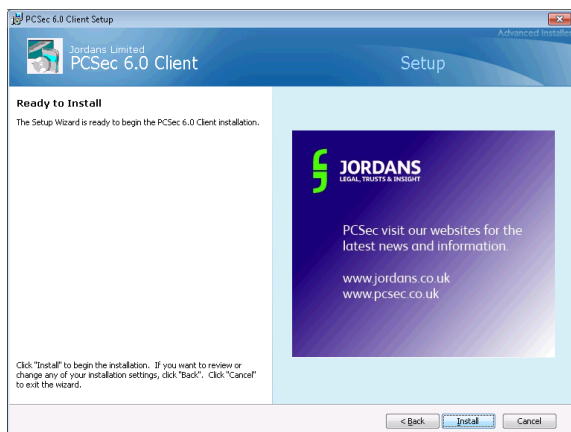 PCSec 6.0 Client Setup
Advanced Installer
Jordans Limited
PCSec 6.0 Client
Setup
Ready to Install
The Setup Wizard is ready to begin the PCSec 6.0 Client installation.
JORDANS
LEGAL, TRUSTS & INSIGHT
PCSec visit our websites for the
latest news and information.
www.jordans.co.uk
www.pcsec.co.uk
Click "Install" to begin the installation. If you want to review or
change any of your installation settings, click "Back". Click "Cancel"
to exit the wizard.
< Back
Install
Cancel